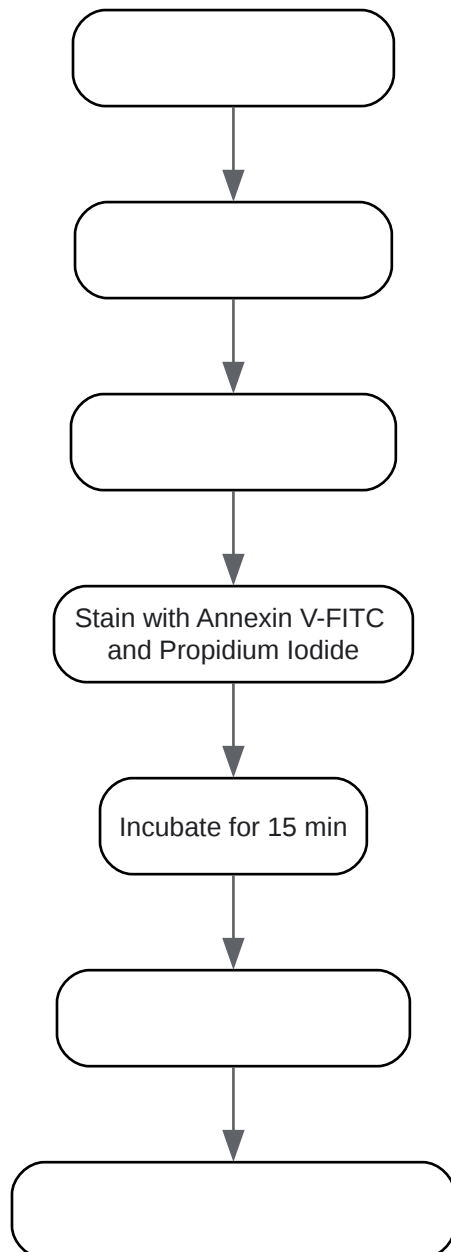 Stain with Annexin V-FITC
and Propidium Iodide
Incubate for 15 min